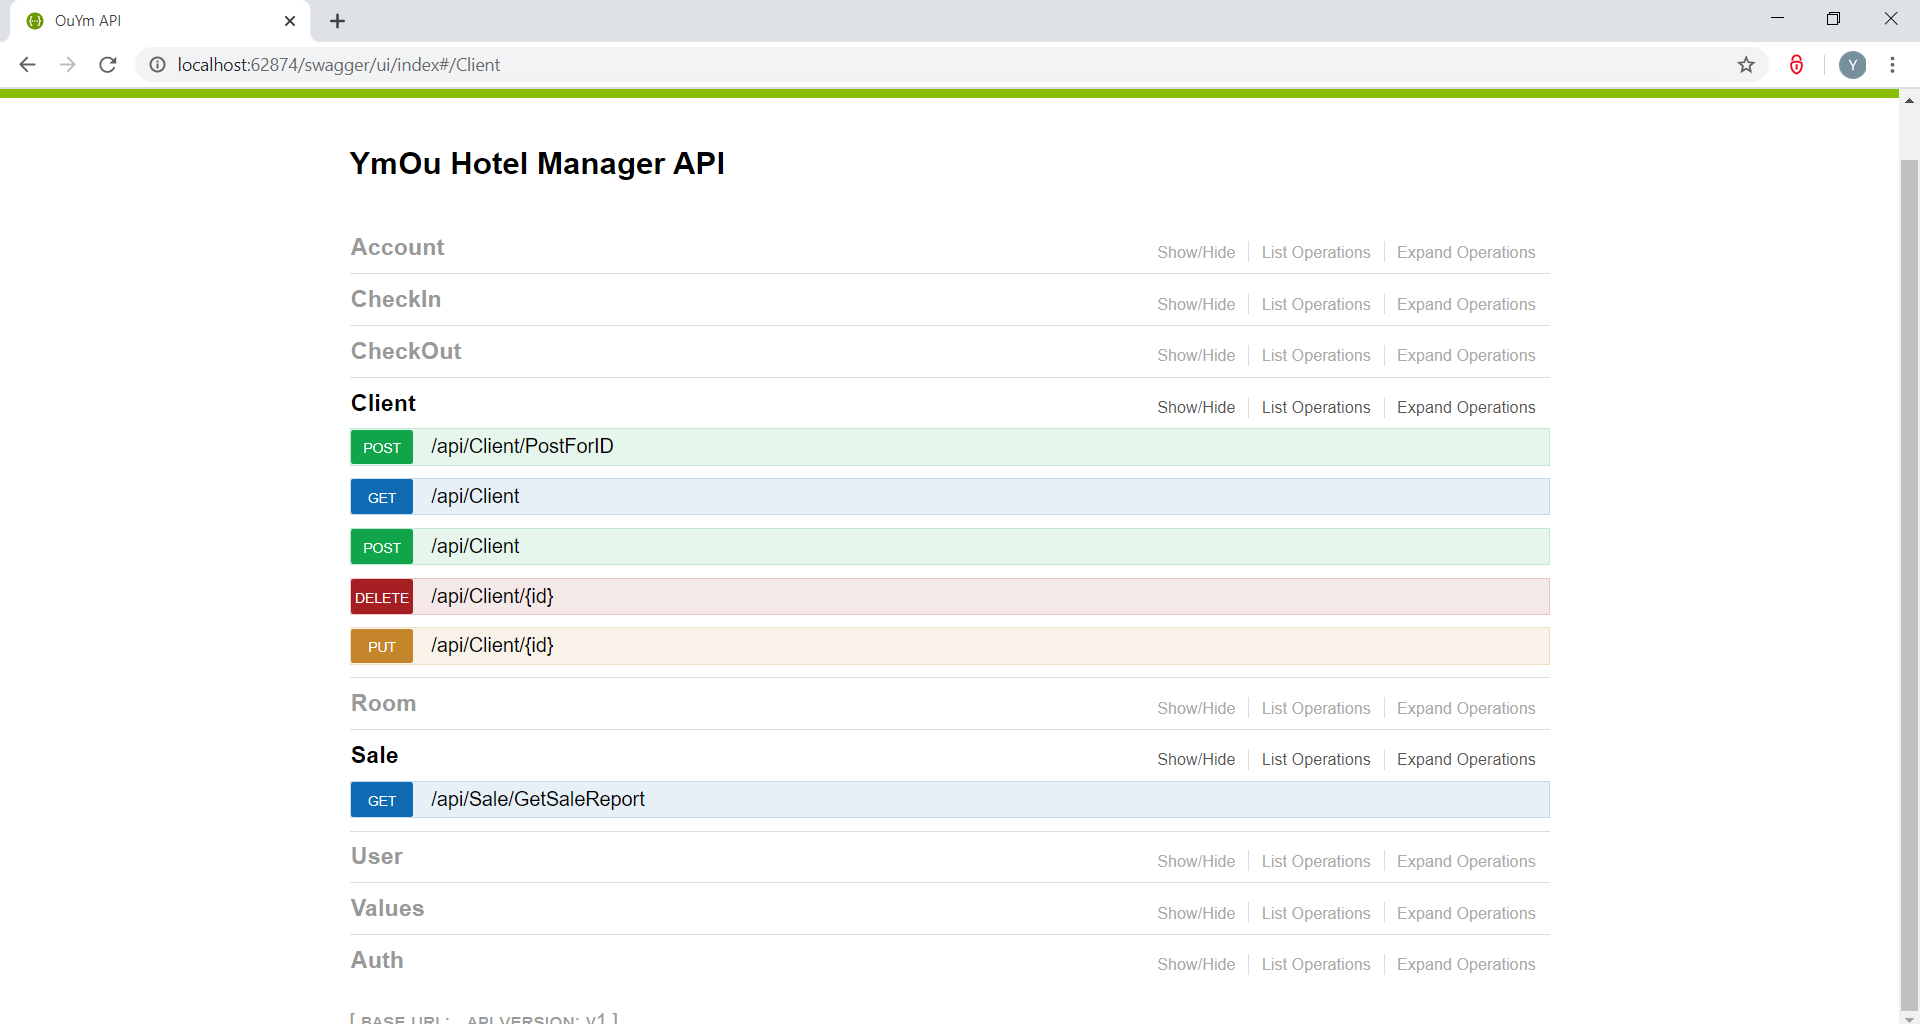 OuYm API
localhost:62874/swagger/ui/index#/Client
Y
YmOu Hotel Manager API
Account Show/Hide List Operations Expand Operations
CheckIn Show/Hide List Operations Expand Operations
CheckOut Show/Hide List Operations Expand Operations
Client Show/Hide List Operations Expand Operations
POST /api/Client/PostForID
GET /api/Client
POST /api/Client
DELETE /api/Client/{id}
PUT /api/Client/{id}
Room Show/Hide List Operations Expand Operations
Sale Show/Hide List Operations Expand Operations
GET /api/Sale/GetSaleReport
User Show/Hide List Operations Expand Operations
Values Show/Hide List Operations Expand Operations
Auth Show/Hide List Operations Expand Operations
[ BASE URL: , API VERSION: v1 ]